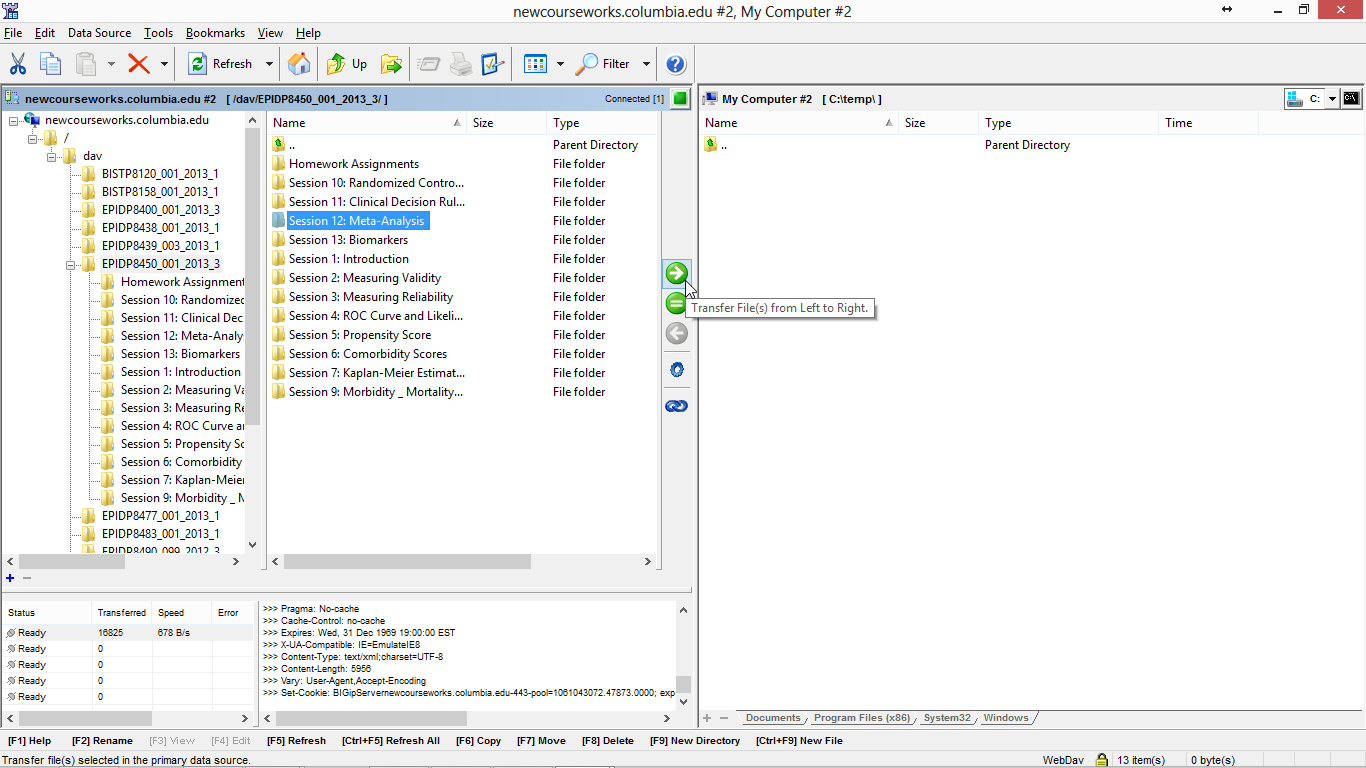 newcourseworks.columbia.edu #2, My Computer #2
File Edit Data Source Tools Bookmarks View Help
Refresh Up Filter
newcourseworks.columbia.edu #2 [ /dav/EPIDP8450_001_2013_3/ ] Connected [1]
newcourseworks.columbia.edu
/
dav
BISTP8120_001_2013_1
BISTP8158_001_2013_1
EPIDP8400_001_2013_3
EPIDP8438_001_2013_1
EPIDP8439_003_2013_1
EPIDP8450_001_2013_3
Homework Assignment
Session 10: Randomized
Session 11: Clinical Dec
Session 12: Meta-Analy
Session 13: Biomarkers
Session 1: Introduction
Session 2: Measuring Va
Session 3: Measuring Re
Session 4: ROC Curve a
Session 5: Propensity Sc
Session 6: Comorbidity
Session 7: Kaplan-Meier
Session 9: Morbidity _ M
EPIDP8477_001_2013_1
EPIDP8483_001_2013_1
EPIDP8490_099_2012_3
Name Size Type
.. Parent Directory
Homework Assignments File folder
Session 10: Randomized Contro... File folder
Session 11: Clinical Decision Rul... File folder
Session 12: Meta-Analysis File folder
Session 13: Biomarkers File folder
Session 1: Introduction File folder
Session 2: Measuring Validity File folder
Session 3: Measuring Reliability File folder
Session 4: ROC Curve and Likeli... File folder
Session 5: Propensity Score File folder
Session 6: Comorbidity Scores File folder
Session 7: Kaplan-Meier Estimat... File folder
Session 9: Morbidity _ Mortality... File folder
Transfer File(s) from Left to Right.
My Computer #2 [ C:\temp\ ] C:
Name Size Type Time
.. Parent Directory
Status Transferred Speed Error
Ready 16825 678 B/s
Ready 0
Ready 0
Ready 0
Ready 0
>>> Pragma: No-cache
>>> Cache-Control: no-cache
>>> Expires: Wed, 31 Dec 1969 19:00:00 EST
>>> X-UA-Compatible: IE=EmulateIE8
>>> Content-Type: text/xml;charset=UTF-8
>>> Content-Length: 5956
>>> Vary: User-Agent,Accept-Encoding
>>> Set-Cookie: BIGipServernewcourseworks.columbia.edu-443-pool=1061043072.47873.0000; exp
Documents Program Files (x86) System32 Windows
[F1] Help [F2] Rename [F3] View [F4] Edit [F5] Refresh [Ctrl+F5] Refresh All [F6] Copy [F7] Move [F8] Delete [F9] New Directory [Ctrl+F9] New File
Transfer file(s) selected in the primary data source. WebDav 13 item(s) 0 byte(s)